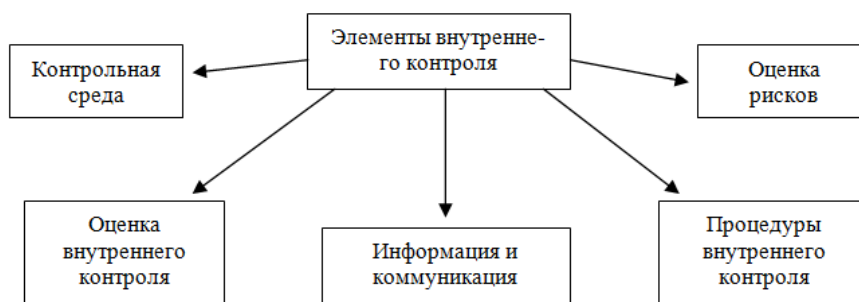 Элементы внутренне-
го контроля
Контрольная
среда
Оценка
рисков
Оценка
внутреннего
контроля
Информация и
коммуникация
Процедуры
внутреннего
контроля